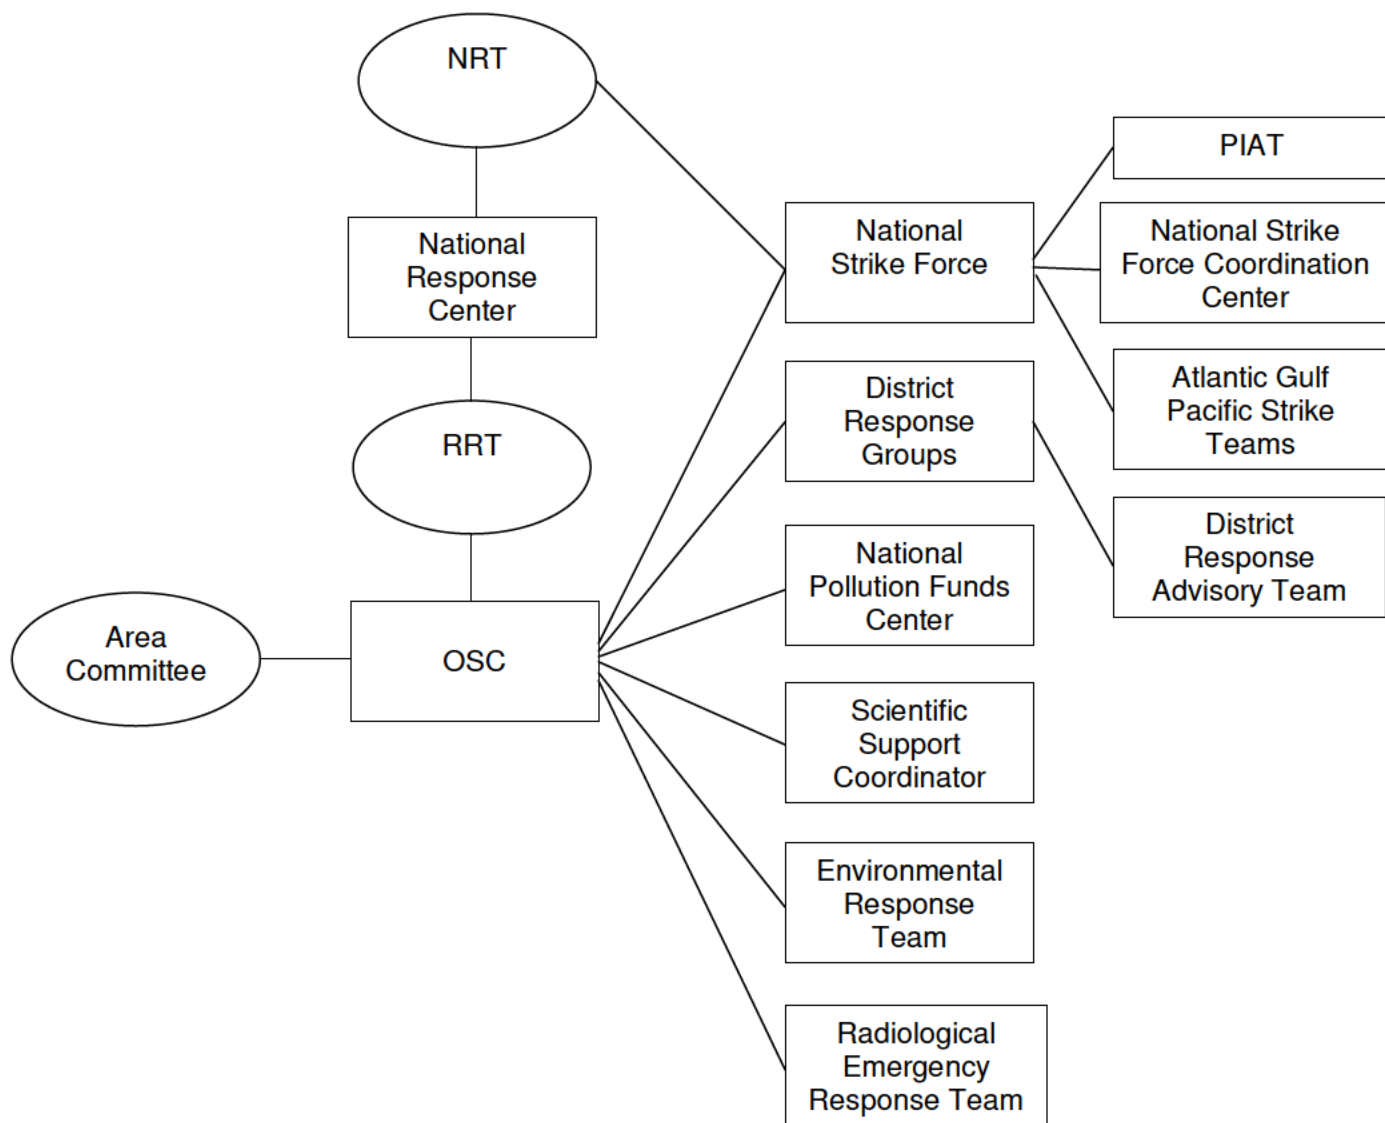 NRT
National
Response
Center
RRT
Area
Committee
OSC
National
Strike Force
District
Response
Groups
National
Pollution Funds
Center
Scientific
Support
Coordinator
Environmental
Response
Team
Radiological
Emergency
Response Team
PIAT
National Strike
Force Coordination
Center
Atlantic Gulf
Pacific Strike
Teams
District
Response
Advisory Team